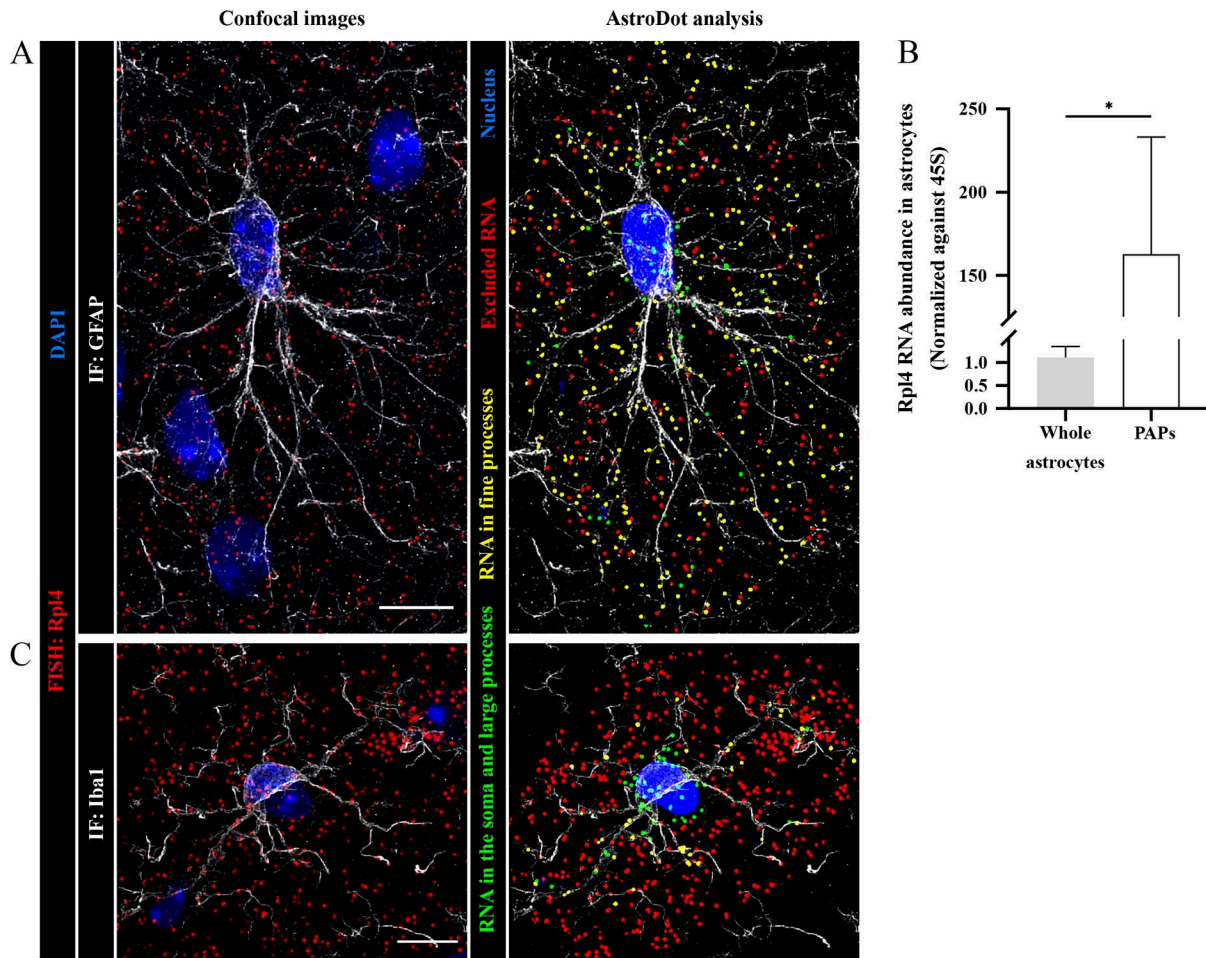 Confocal images
AstroDot analysis
A
DAPI
FISH: Rpl4
IF: GFAP
Nucleus
Excluded RNA
RNA in fine processes
RNA in the soma and large processes
B
*
Rpl4 RNA abundance in astrocytes
(Normalized against 45S)
250
200
150
1.0
0.5
0.0
Whole
astrocytes
PAPs
C
IF: Iba1